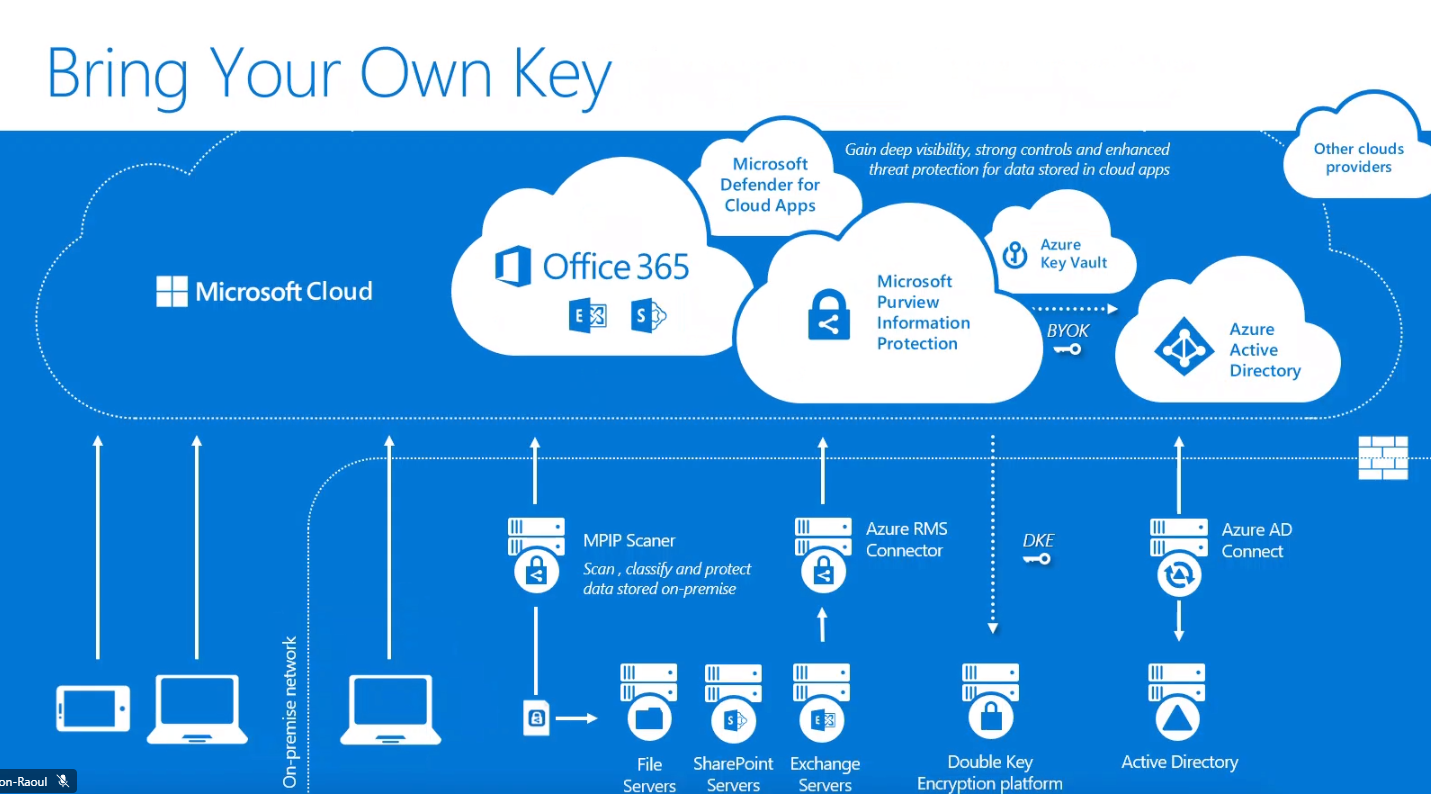 Bring Your Own Key
Gain deep visibility, strong controls and enhanced
threat protection for data stored in cloud apps
Other clouds
providers
Microsoft
Defender for
Cloud Apps
Microsoft Cloud
Office 365
E
S
Microsoft
Purview
Information
Protection
Azure
Key Vault
BYOK
Azure
Active
Directory
MPIP Scaner
Scan , classify and protect
data stored on-premise
Azure RMS
Connector
DKE
Azure AD
Connect
On-premise network
File
Servers
S
SharePoint
Servers
E
Exchange
Servers
Double Key
Encryption platform
Active Directory
on-Raoul